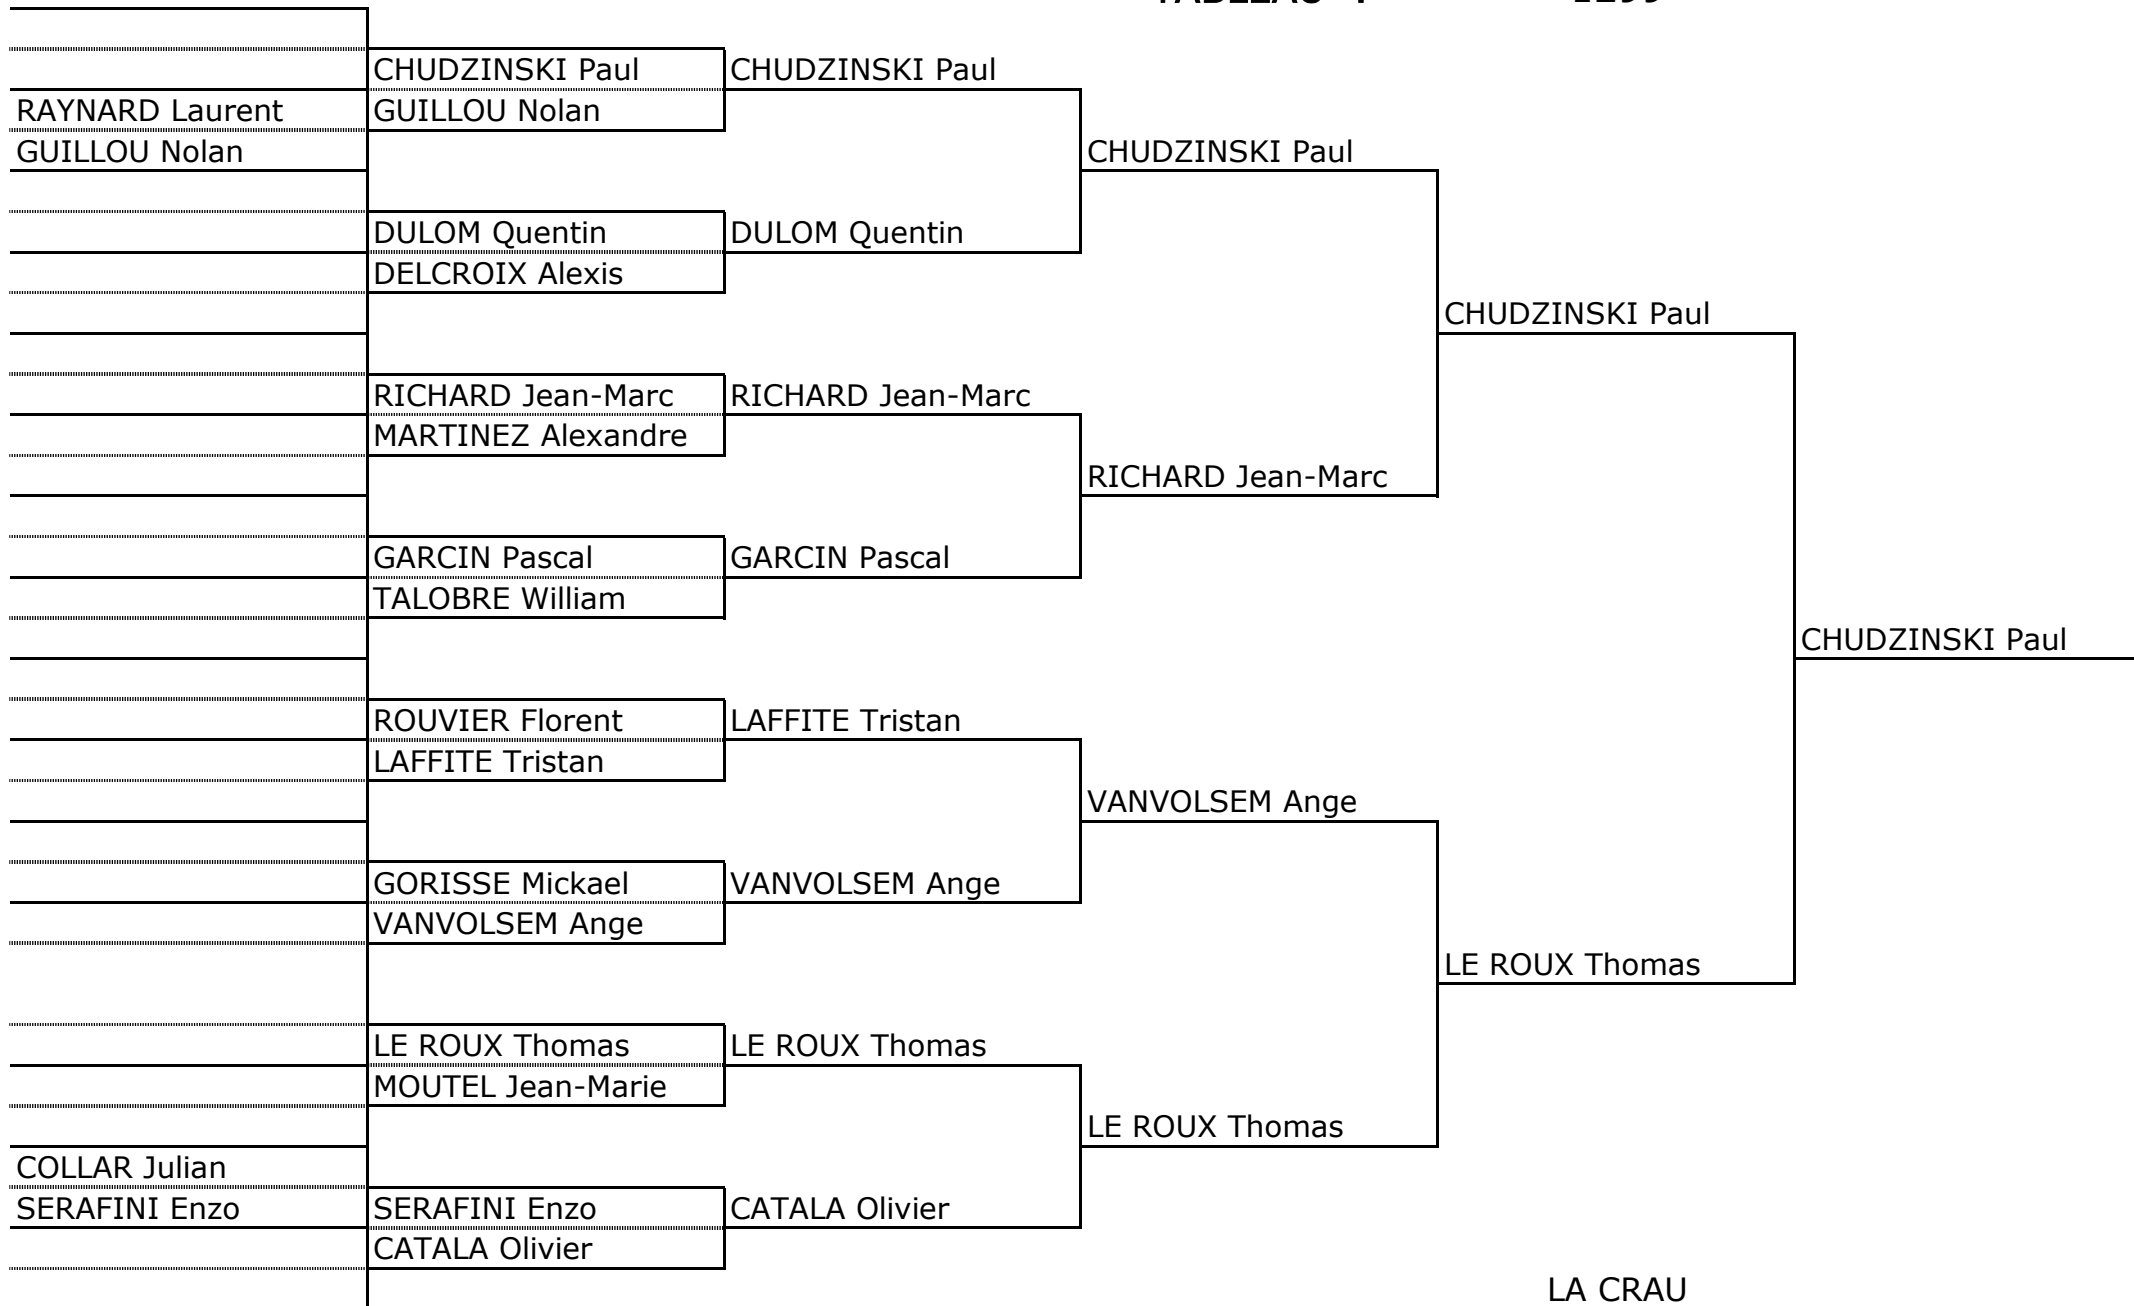 1299
CHUDZINSKI Paul
CHUDZINSKI Paul
RAYNARD Laurent
GUILLOU Nolan
GUILLOU Nolan
CHUDZINSKI Paul
DULOM Quentin
DULOM Quentin
DELCROIX Alexis
CHUDZINSKI Paul
RICHARD Jean-Marc
RICHARD Jean-Marc
MARTINEZ Alexandre
RICHARD Jean-Marc
GARCIN Pascal
GARCIN Pascal
TALOBRE William
CHUDZINSKI Paul
ROUVIER Florent
LAFFITE Tristan
LAFFITE Tristan
VANVOLSEM Ange
GORISSE Mickael
VANVOLSEM Ange
VANVOLSEM Ange
LE ROUX Thomas
LE ROUX Thomas
LE ROUX Thomas
MOUTEL Jean-Marie
LE ROUX Thomas
COLLAR Julian
SERAFINI Enzo
SERAFINI Enzo
CATALA Olivier
CATALA Olivier
LA CRAU